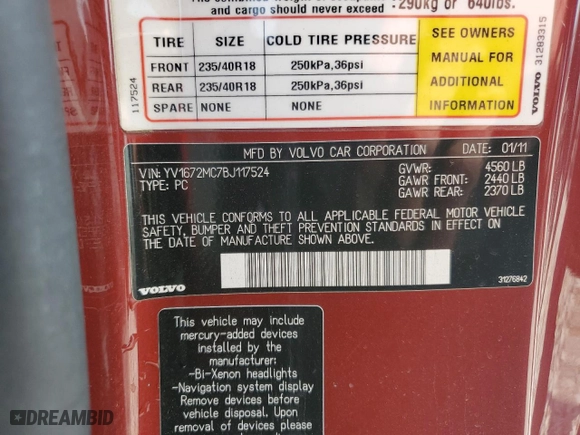 and cargo should never exceed : 290kg or 640lbs.
TIRE SIZE COLD TIRE PRESSURE SEE OWNERS MANUAL FOR ADDITIONAL INFORMATION
FRONT 235/40R18 250kPa,36psi
REAR 235/40R18 250kPa,36psi
SPARE NONE NONE
117524
VOLVO 31283315
MFD BY VOLVO CAR CORPORATION DATE: 01/11
VIN: YV1672MC7BJ117524 GVWR: 4560 LB
TYPE: PC GAWR FRONT: 2440 LB
GAWR REAR: 2370 LB
THIS VEHICLE CONFORMS TO ALL APPLICABLE FEDERAL MOTOR VEHICLE
SAFETY, BUMPER AND THEFT PREVENTION STANDARDS IN EFFECT ON
THE DATE OF MANUFACTURE SHOWN ABOVE.
VOLVO 31276842
This vehicle may include
mercury-added devices
installed by the
manufacturer:
-Bi-Xenon headlights
-Navigation system display
Remove devices before
vehicle disposal. Upon
removal of devices please
DREAMBID